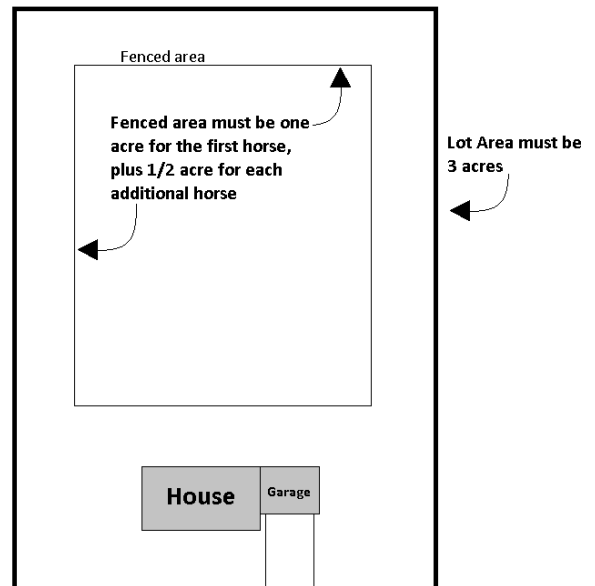 Fenced area
Fenced area must be one
acre for the first horse,
plus 1/2 acre for each
additional horse
Lot Area must be
3 acres
House
Garage